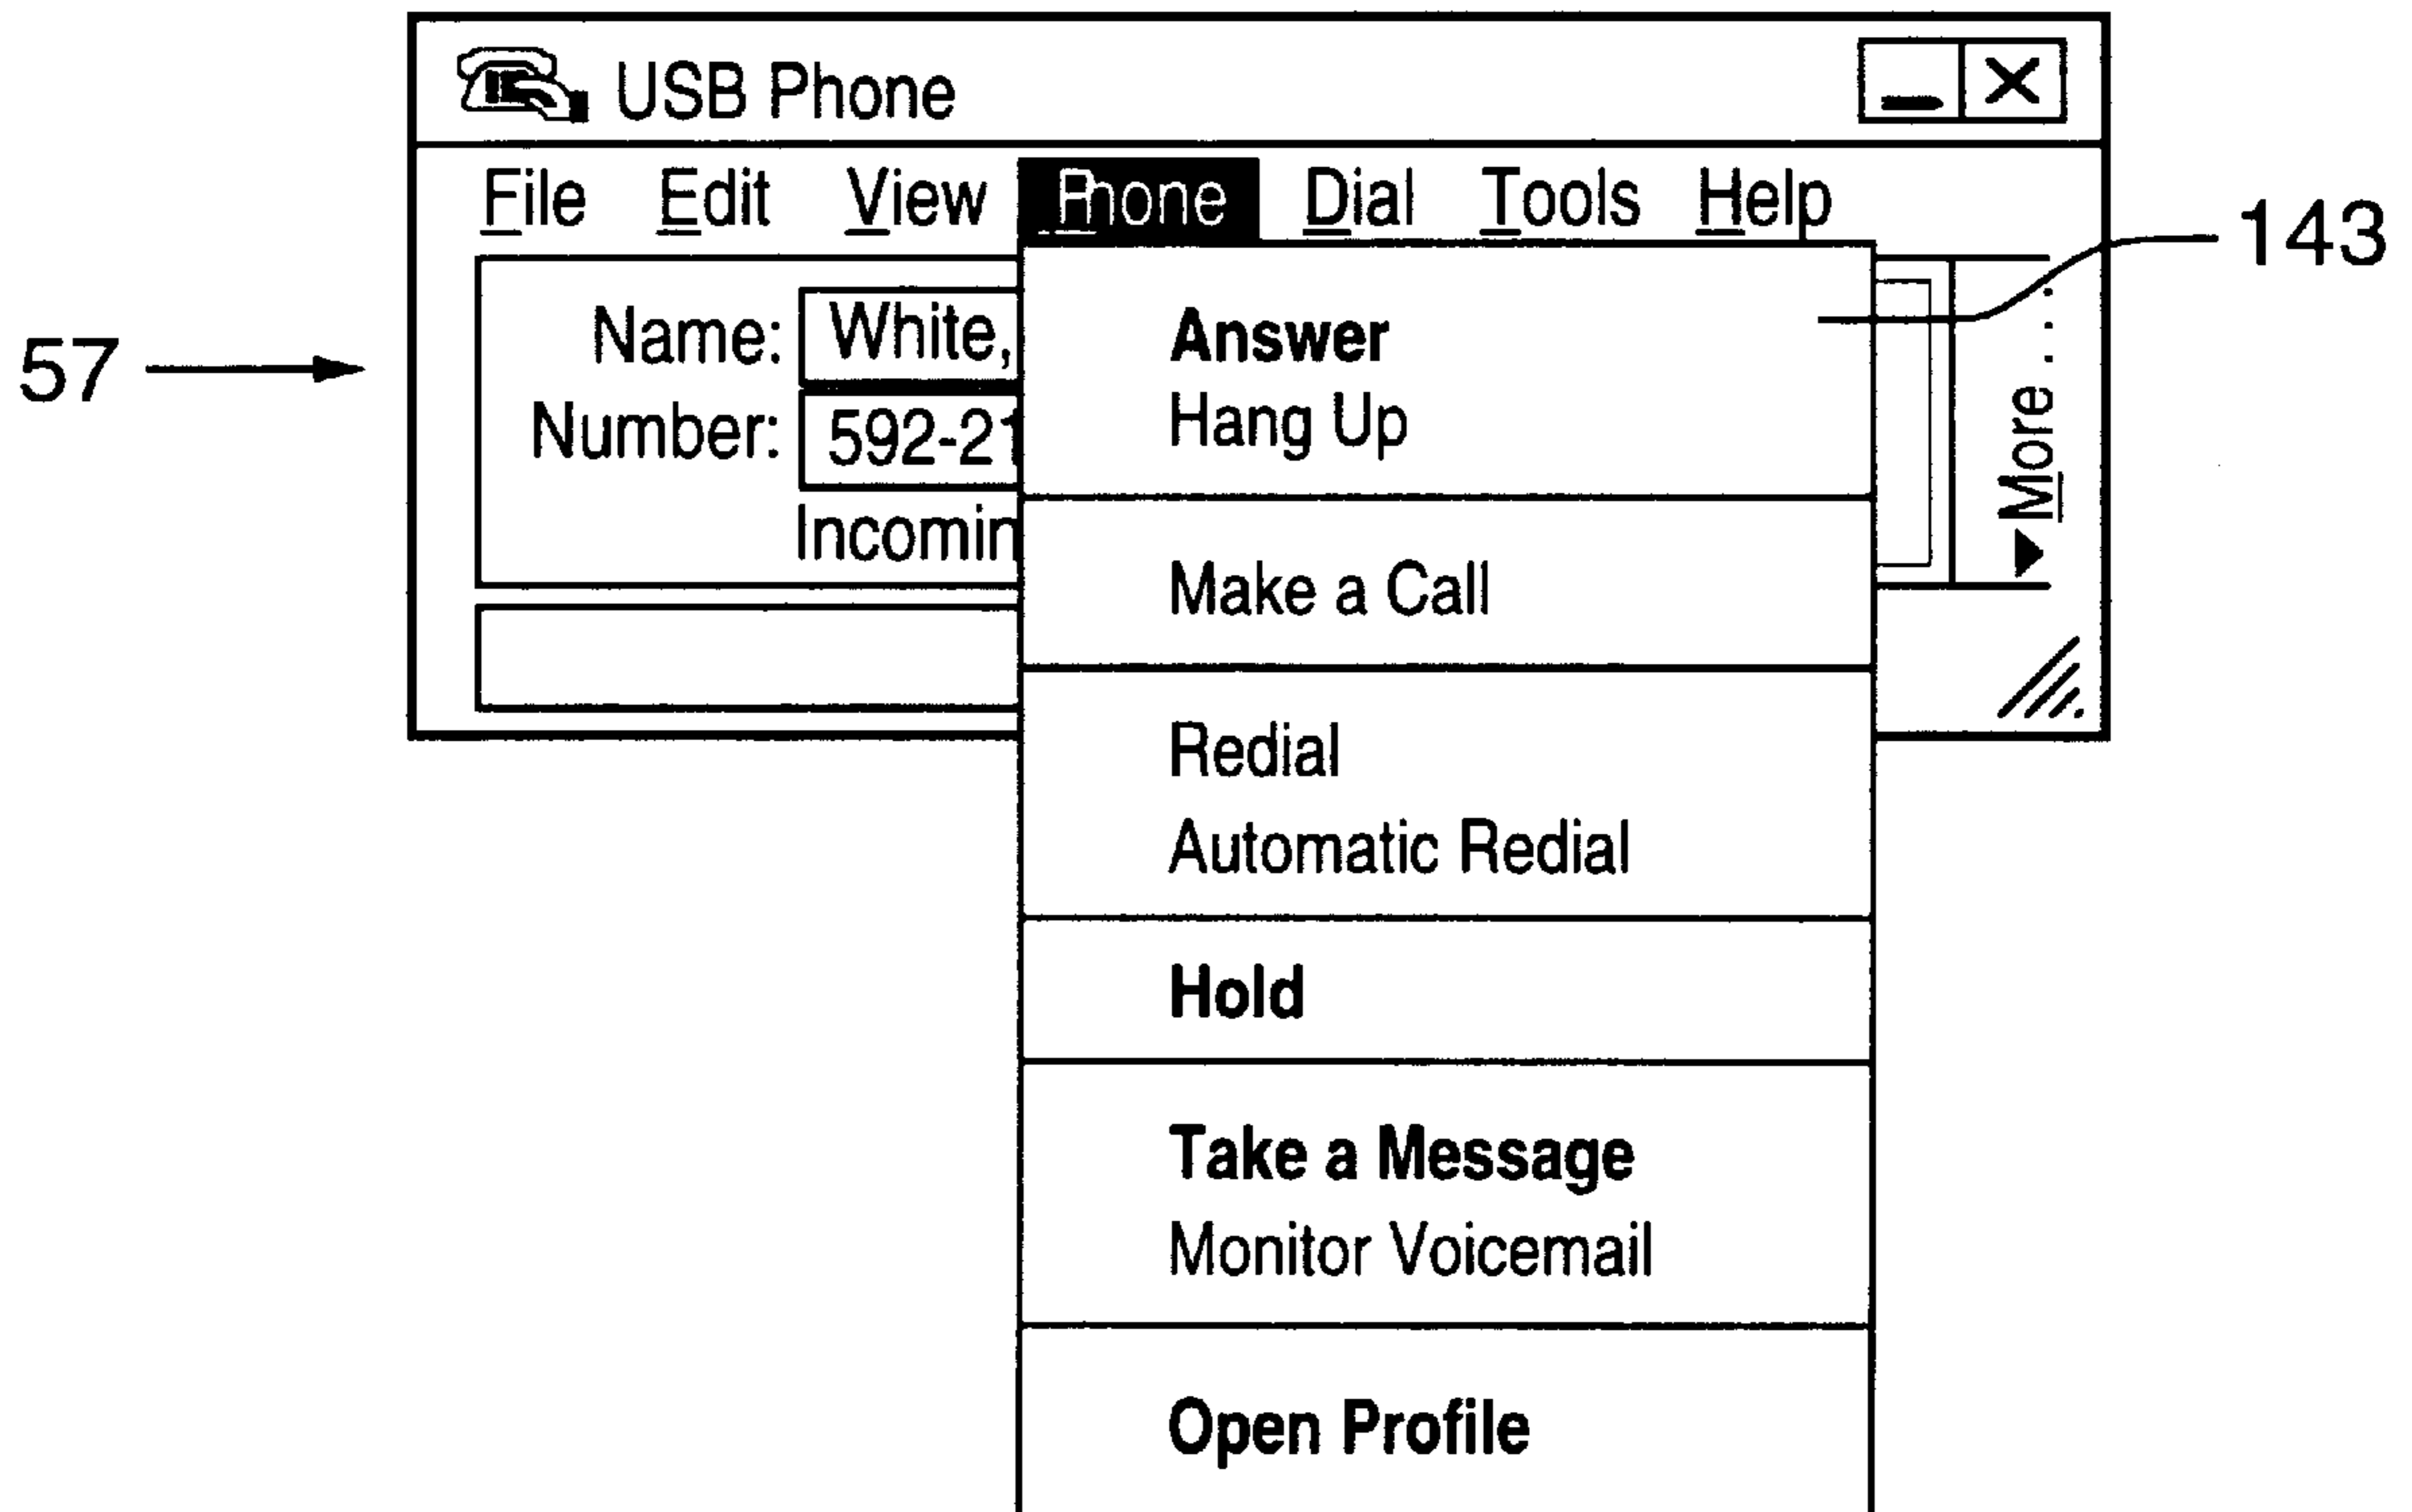 USB Phone
File Edit View Phone Dial Tools Help
143
57
Name: White,
Number: 592-21
Incomin
More...
Answer
Hang Up
Make a Call
Redial
Automatic Redial
Hold
Take a Message
Monitor Voicemail
Open Profile